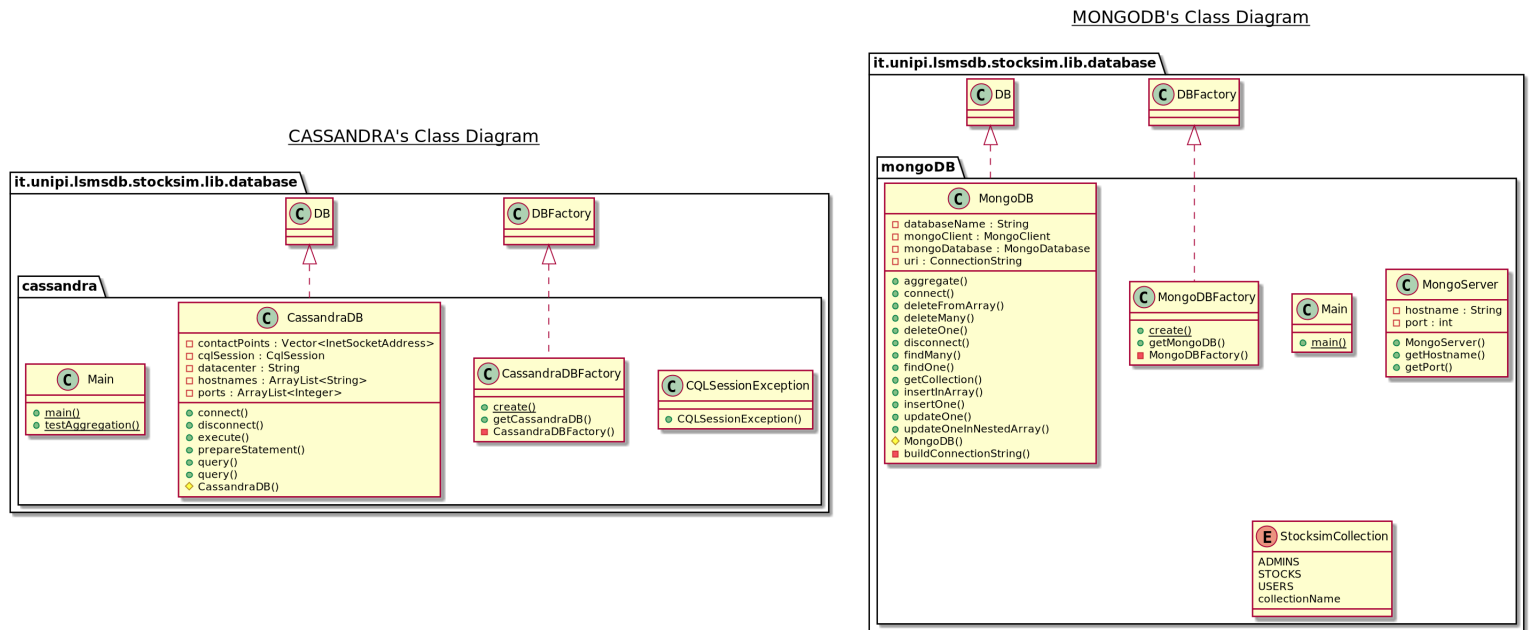 CASSANDRA's Class Diagram
it.unipi.lsmsdb.stocksim.lib.database
C DB
C DBFactory
cassandra
C Main
main()
testAggregation()
C CassandraDB
contactPoints : Vector<InetSocketAddress>
cqlSession : CqlSession
datacenter : String
hostnames : ArrayList<String>
ports : ArrayList<Integer>
connect()
disconnect()
execute()
prepareStatement()
query()
query()
CassandraDB()
C CassandraDBFactory
create()
getCassandraDB()
CassandraDBFactory()
C CQLSessionException
CQLSessionException()
MONGODB's Class Diagram
it.unipi.lsmsdb.stocksim.lib.database
C DB
C DBFactory
mongoDB
C MongoDB
databaseName : String
mongoClient : MongoClient
mongoDatabase : MongoDatabase
uri : ConnectionString
aggregate()
connect()
deleteFromArray()
deleteMany()
deleteOne()
disconnect()
findMany()
findOne()
getCollection()
insertInArray()
insertOne()
updateOne()
updateOneInNestedArray()
MongoDB()
buildConnectionString()
C MongoDBFactory
create()
getMongoDB()
MongoDBFactory()
C Main
main()
C MongoServer
hostname : String
port : int
MongoServer()
getHostname()
getPort()
E StocksimCollection
ADMINS
STOCKS
USERS
collectionName